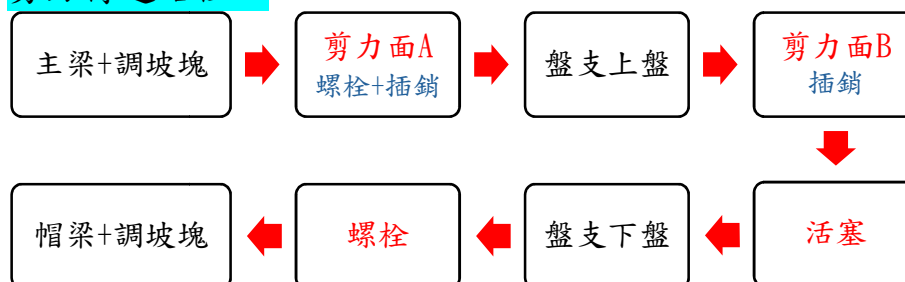 主梁+調坡塊
剪力面A
螺栓+插銷
盤支上盤
剪力面B
插銷
活塞
盤支下盤
螺栓
帽梁+調坡塊